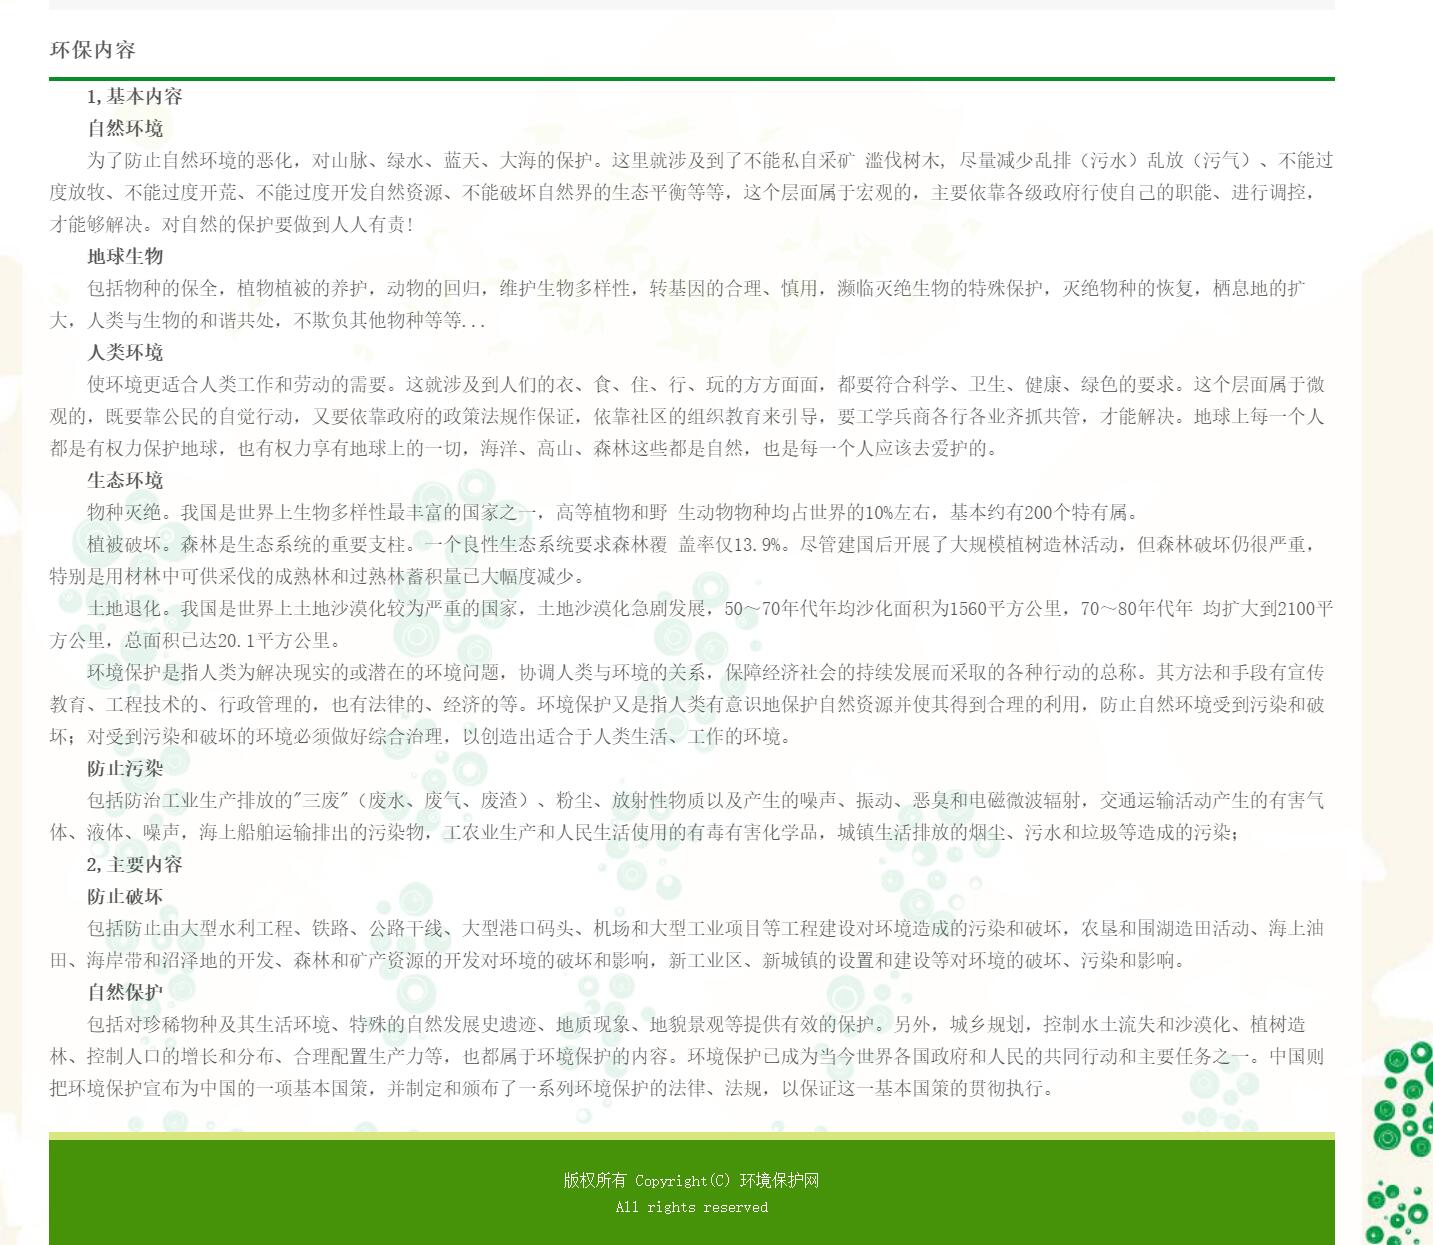 环保内容
1,基本内容
自然环境
为了防止自然环境的恶化，对山脉、绿水、蓝天、大海的保护。这里就涉及到了不能私自采矿 滥伐树木, 尽量减少乱排（污水）乱放（污气）、不能过
度放牧、不能过度开荒、不能过度开发自然资源、不能破坏自然界的生态平衡等等，这个层面属于宏观的，主要依靠各级政府行使自己的职能、进行调控，
才能够解决。对自然的保护要做到人人有责!
地球生物
包括物种的保全，植物植被的养护，动物的回归，维护生物多样性，转基因的合理、慎用，濒临灭绝生物的特殊保护，灭绝物种的恢复，栖息地的扩
大，人类与生物的和谐共处，不欺负其他物种等等...
人类环境
使环境更适合人类工作和劳动的需要。这就涉及到人们的衣、食、住、行、玩的方方面面，都要符合科学、卫生、健康、绿色的要求。这个层面属于微
观的，既要靠公民的自觉行动，又要依靠政府的政策法规作保证，依靠社区的组织教育来引导，要工学兵商各行各业齐抓共管，才能解决。地球上每一个人
都是有权力保护地球，也有权力享有地球上的一切，海洋、高山、森林这些都是自然，也是每一个人应该去爱护的。
生态环境
物种灭绝。我国是世界上生物多样性最丰富的国家之一，高等植物和野 生动物物种均占世界的10%左右，基本约有200个特有属。
植被破坏。森林是生态系统的重要支柱。一个良性生态系统要求森林覆 盖率仅13.9%。尽管建国后开展了大规模植树造林活动，但森林破坏仍很严重，
特别是用材林中可供采伐的成熟林和过熟林蓄积量已大幅度减少。
土地退化。我国是世界上土地沙漠化较为严重的国家，土地沙漠化急剧发展，50～70年代年均沙化面积为1560平方公里，70～80年代年 均扩大到2100平
方公里，总面积已达20.1平方公里。
环境保护是指人类为解决现实的或潜在的环境问题，协调人类与环境的关系，保障经济社会的持续发展而采取的各种行动的总称。其方法和手段有宣传
教育、工程技术的、行政管理的，也有法律的、经济的等。环境保护又是指人类有意识地保护自然资源并使其得到合理的利用，防止自然环境受到污染和破
坏；对受到污染和破坏的环境必须做好综合治理，以创造出适合于人类生活、工作的环境。
防止污染
包括防治工业生产排放的"三废"（废水、废气、废渣）、粉尘、放射性物质以及产生的噪声、振动、恶臭和电磁微波辐射，交通运输活动产生的有害气
体、液体、噪声，海上船舶运输排出的污染物，工农业生产和人民生活使用的有毒有害化学品，城镇生活排放的烟尘、污水和垃圾等造成的污染；
2,主要内容
防止破坏
包括防止由大型水利工程、铁路、公路干线、大型港口码头、机场和大型工业项目等工程建设对环境造成的污染和破坏，农垦和围湖造田活动、海上油
田、海岸带和沼泽地的开发、森林和矿产资源的开发对环境的破坏和影响，新工业区、新城镇的设置和建设等对环境的破坏、污染和影响。
自然保护
包括对珍稀物种及其生活环境、特殊的自然发展史遗迹、地质现象、地貌景观等提供有效的保护。另外，城乡规划，控制水土流失和沙漠化、植树造
林、控制人口的增长和分布、合理配置生产力等，也都属于环境保护的内容。环境保护已成为当今世界各国政府和人民的共同行动和主要任务之一。中国则
把环境保护宣布为中国的一项基本国策，并制定和颁布了一系列环境保护的法律、法规，以保证这一基本国策的贯彻执行。
版权所有 Copyright(C) 环境保护网
All rights reserved